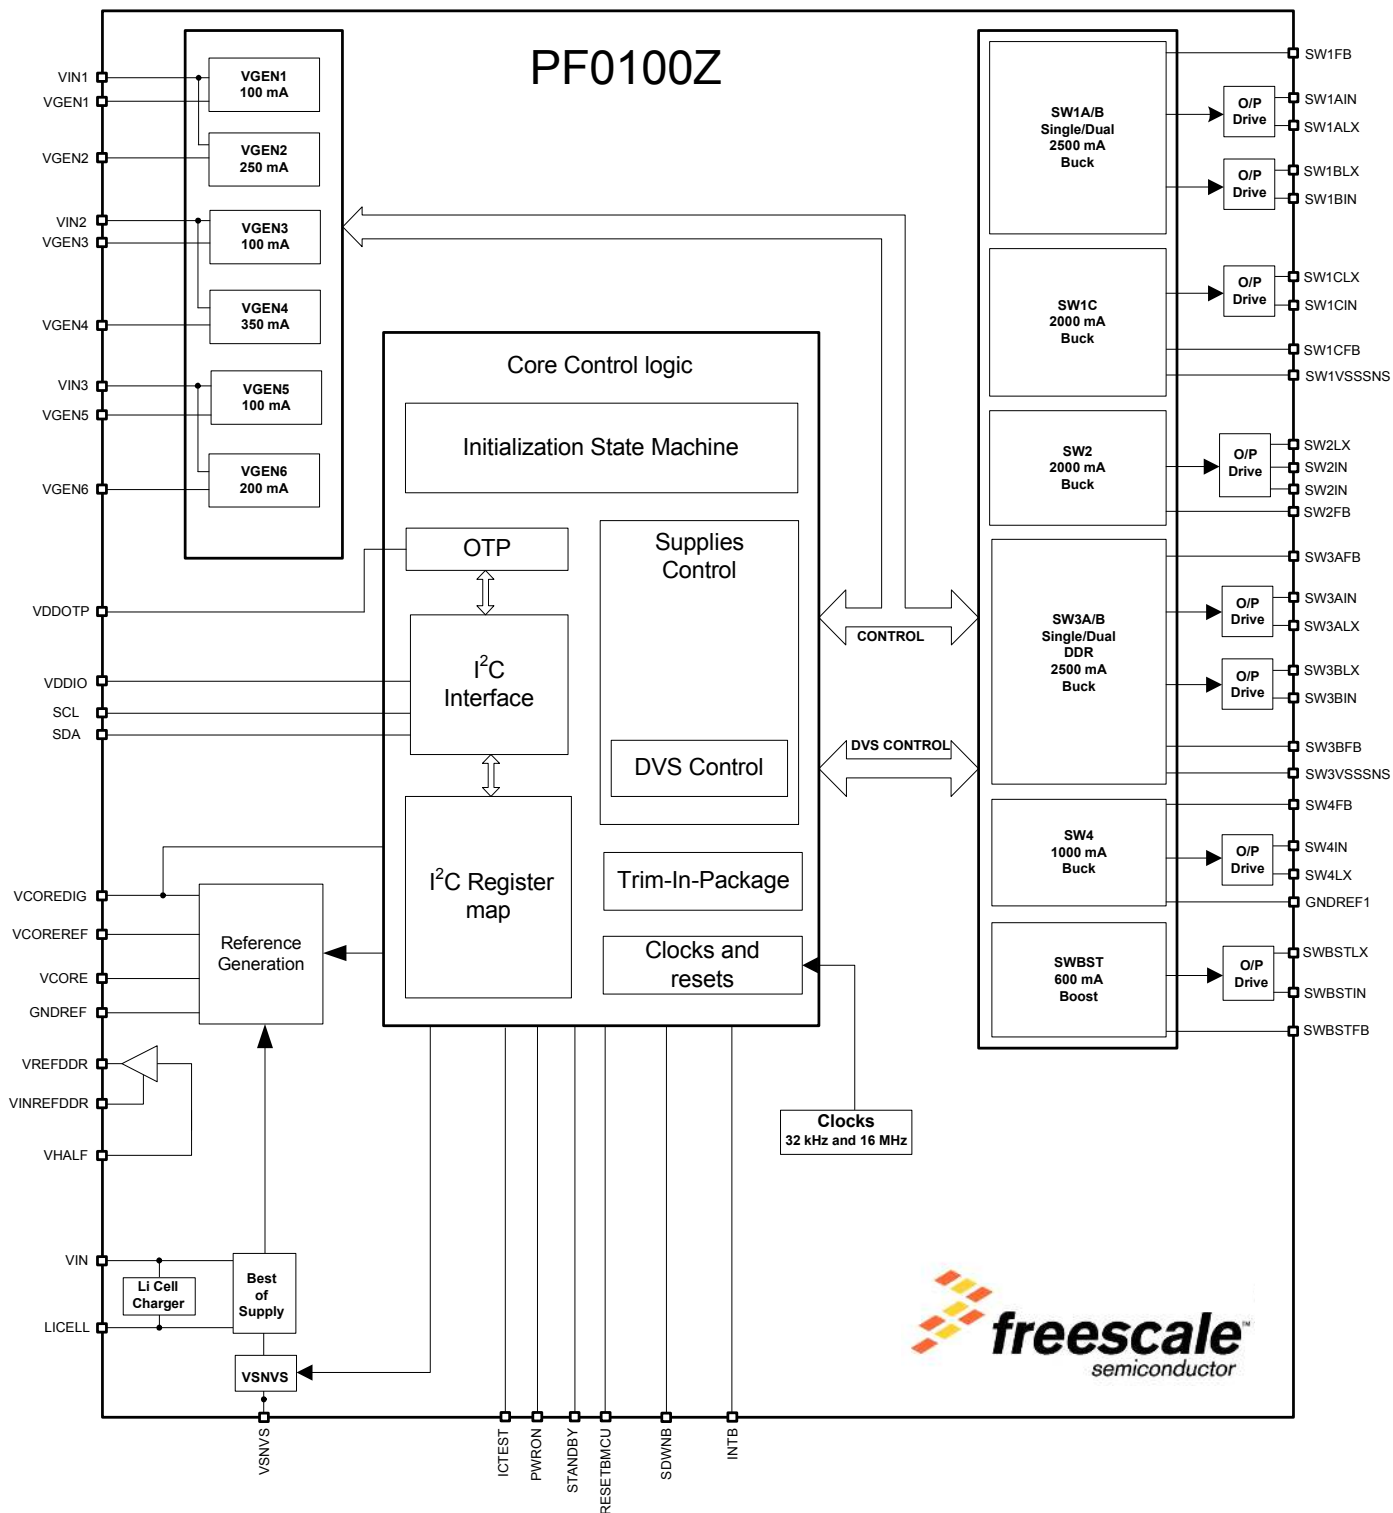 PF0100Z
VIN1
VGEN1
VGEN2
VIN2
VGEN3
VGEN4
VIN3
VGEN5
VGEN6
VDDOTP
VDDIO
SCL
SDA
VCOREDIG
VCOREREF
VCORE
GNDREF
VREFDDR
VINREFDDR
VHALF
VIN
LICELL
VGEN1
100 mA
VGEN2
250 mA
VGEN3
100 mA
VGEN4
350 mA
VGEN5
100 mA
VGEN6
200 mA
Core Control logic
Initialization State Machine
OTP
I²C
Interface
I²C Register
map
Supplies
Control
DVS Control
Trim-In-Package
Clocks and
resets
Reference
Generation
Clocks
32 kHz and 16 MHz
Li Cell
Charger
Best
of
Supply
VSNVS
CONTROL
DVS CONTROL
SW1A/B
Single/Dual
2500 mA
Buck
O/P
Drive
O/P
Drive
SW1C
2000 mA
Buck
O/P
Drive
SW2
2000 mA
Buck
O/P
Drive
SW3A/B
Single/Dual
DDR
2500 mA
Buck
O/P
Drive
O/P
Drive
SW4
1000 mA
Buck
O/P
Drive
SWBST
600 mA
Boost
O/P
Drive
SW1FB
SW1AIN
SW1ALX
SW1BLX
SW1BIN
SW1CLX
SW1CIN
SW1CFB
SW1VSSSNS
SW2LX
SW2IN
SW2IN
SW2FB
SW3AFB
SW3AIN
SW3ALX
SW3BLX
SW3BIN
SW3BFB
SW3VSSSNS
SW4FB
SW4IN
SW4LX
GNDREF1
SWBSTLX
SWBSTIN
SWBSTFB
freescale™
semiconductor
VSNVS
ICTEST
PWRON
STANDBY
RESETBMCU
SDWNB
INTB